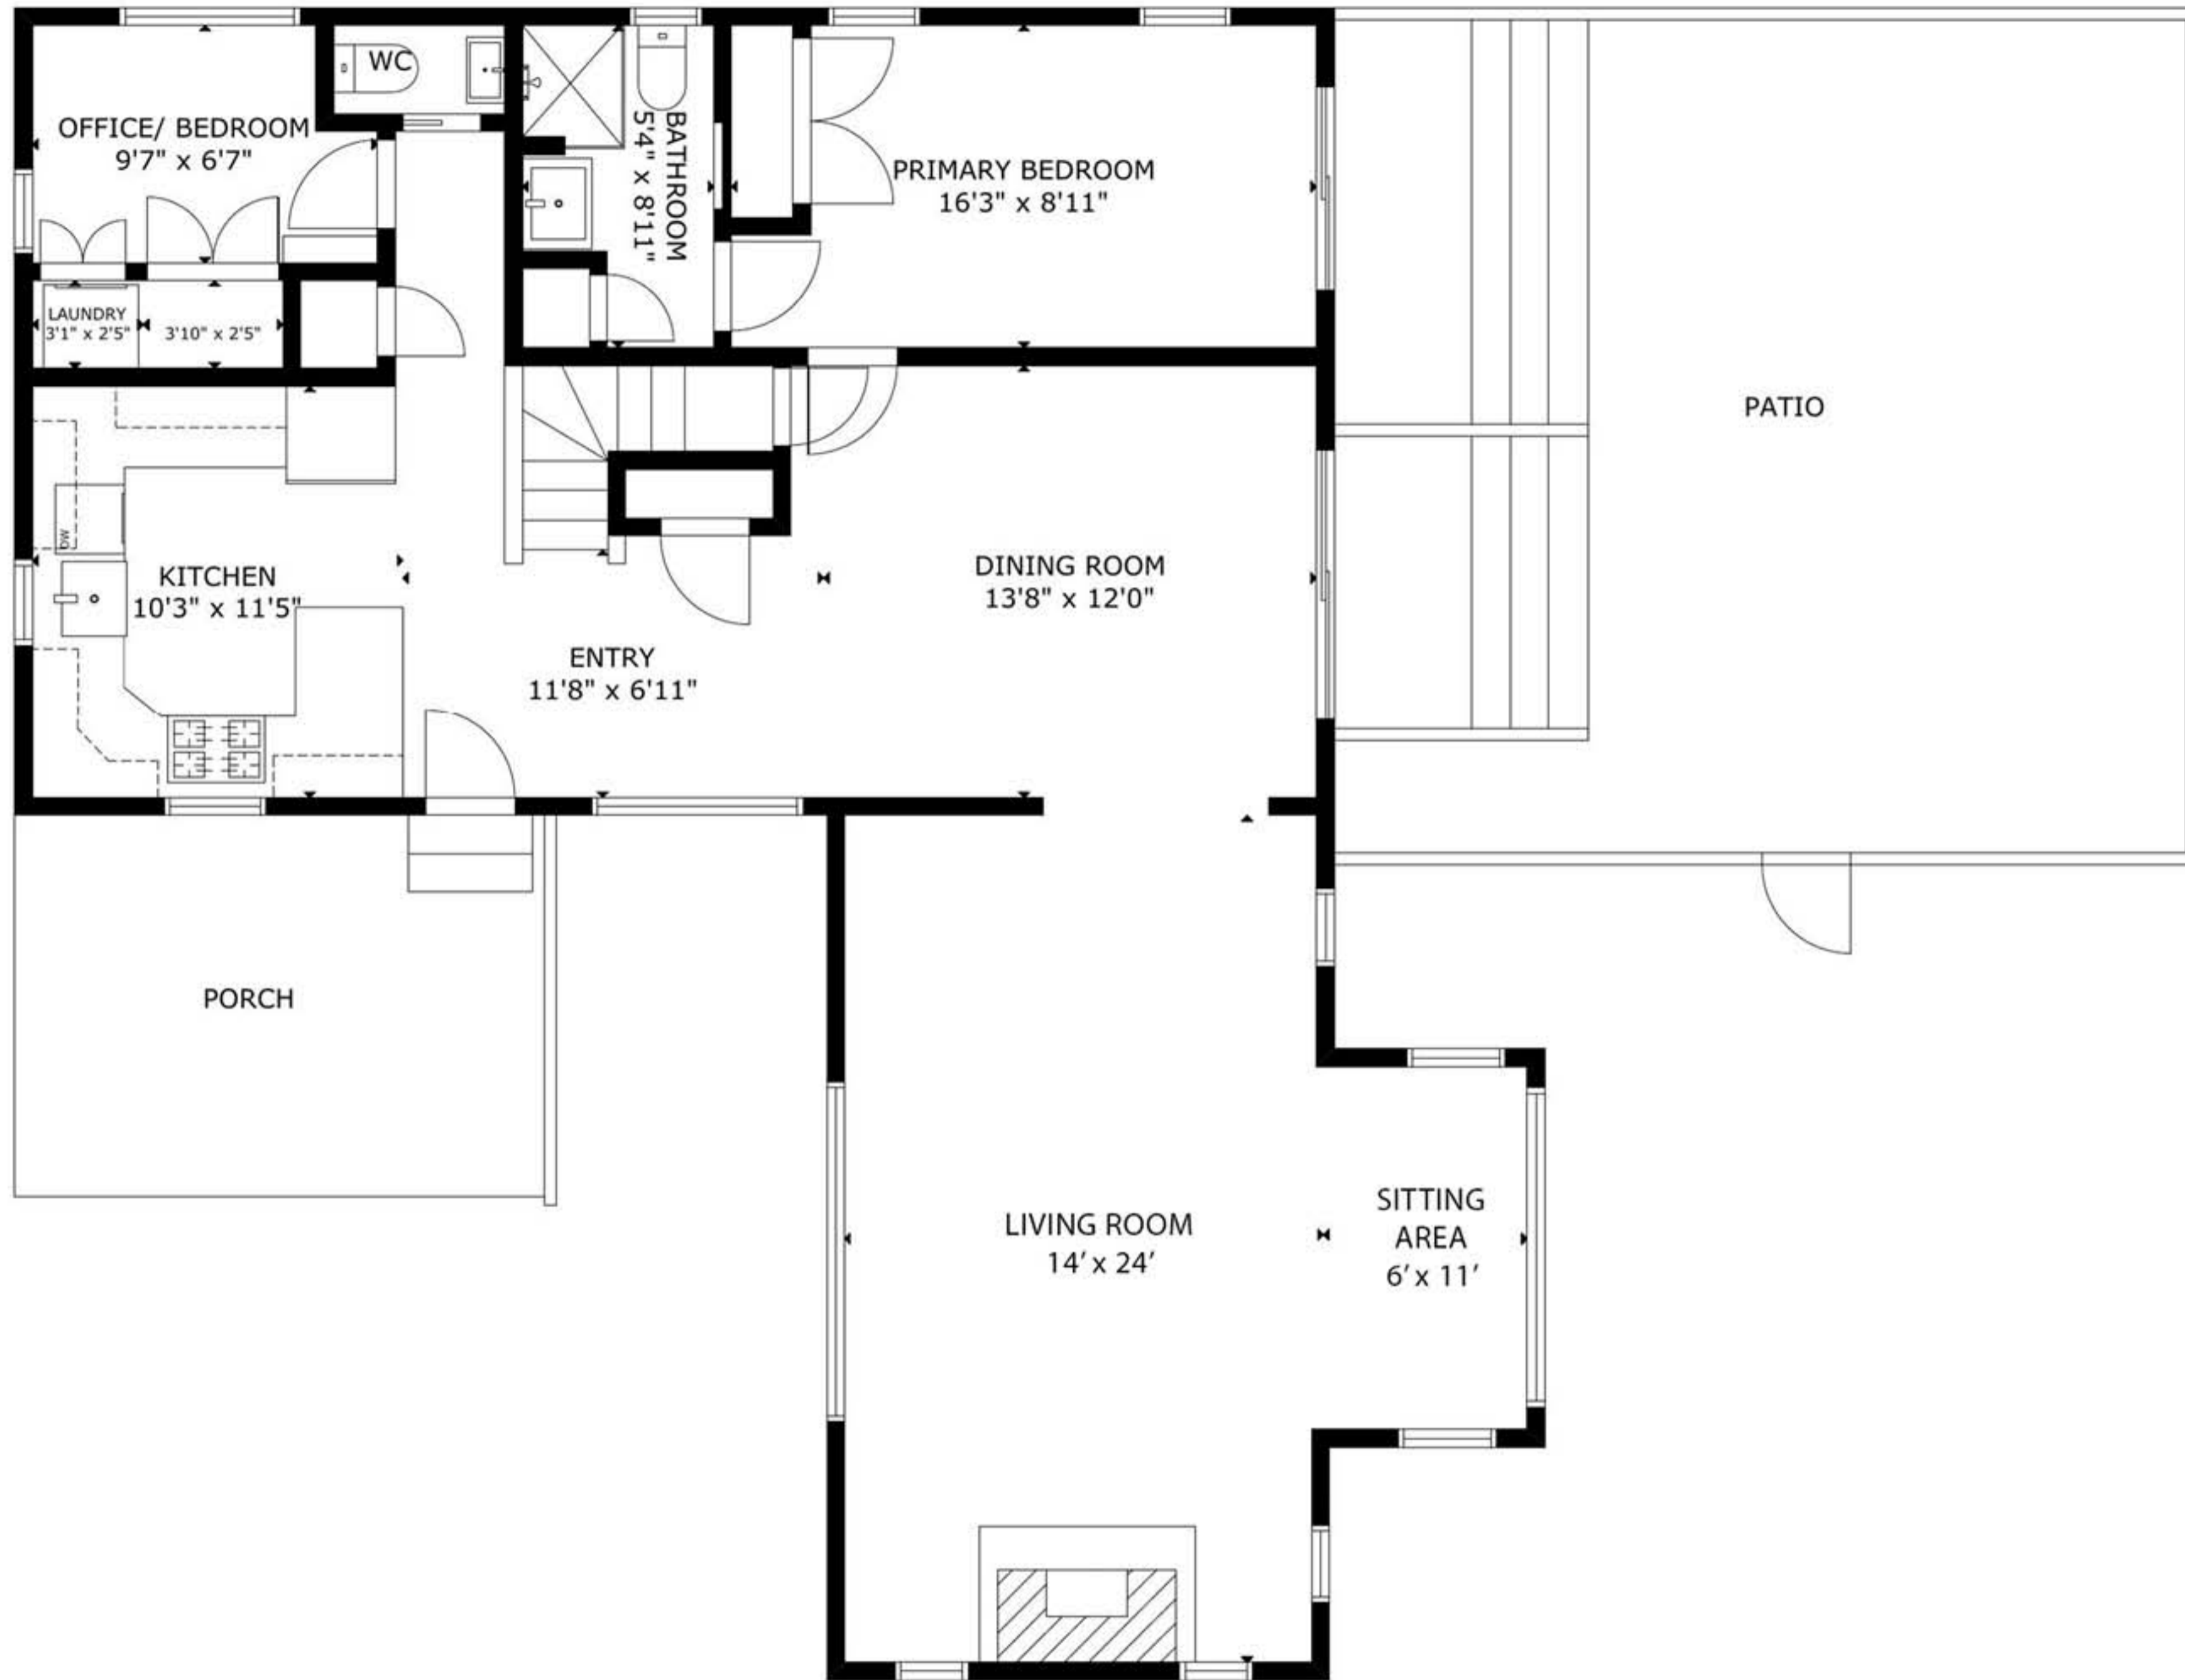 WC
OFFICE/ BEDROOM
9'7" x 6'7"
BATHROOM
5'4" x 8'11"
PRIMARY BEDROOM
16'3" x 8'11"
LAUNDRY
3'1" x 2'5"
3'10" x 2'5"
PATIO
DW
KITCHEN
10'3" x 11'5"
DINING ROOM
13'8" x 12'0"
ENTRY
11'8" x 6'11"
PORCH
LIVING ROOM
14' x 24'
SITTING
AREA
6' x 11'